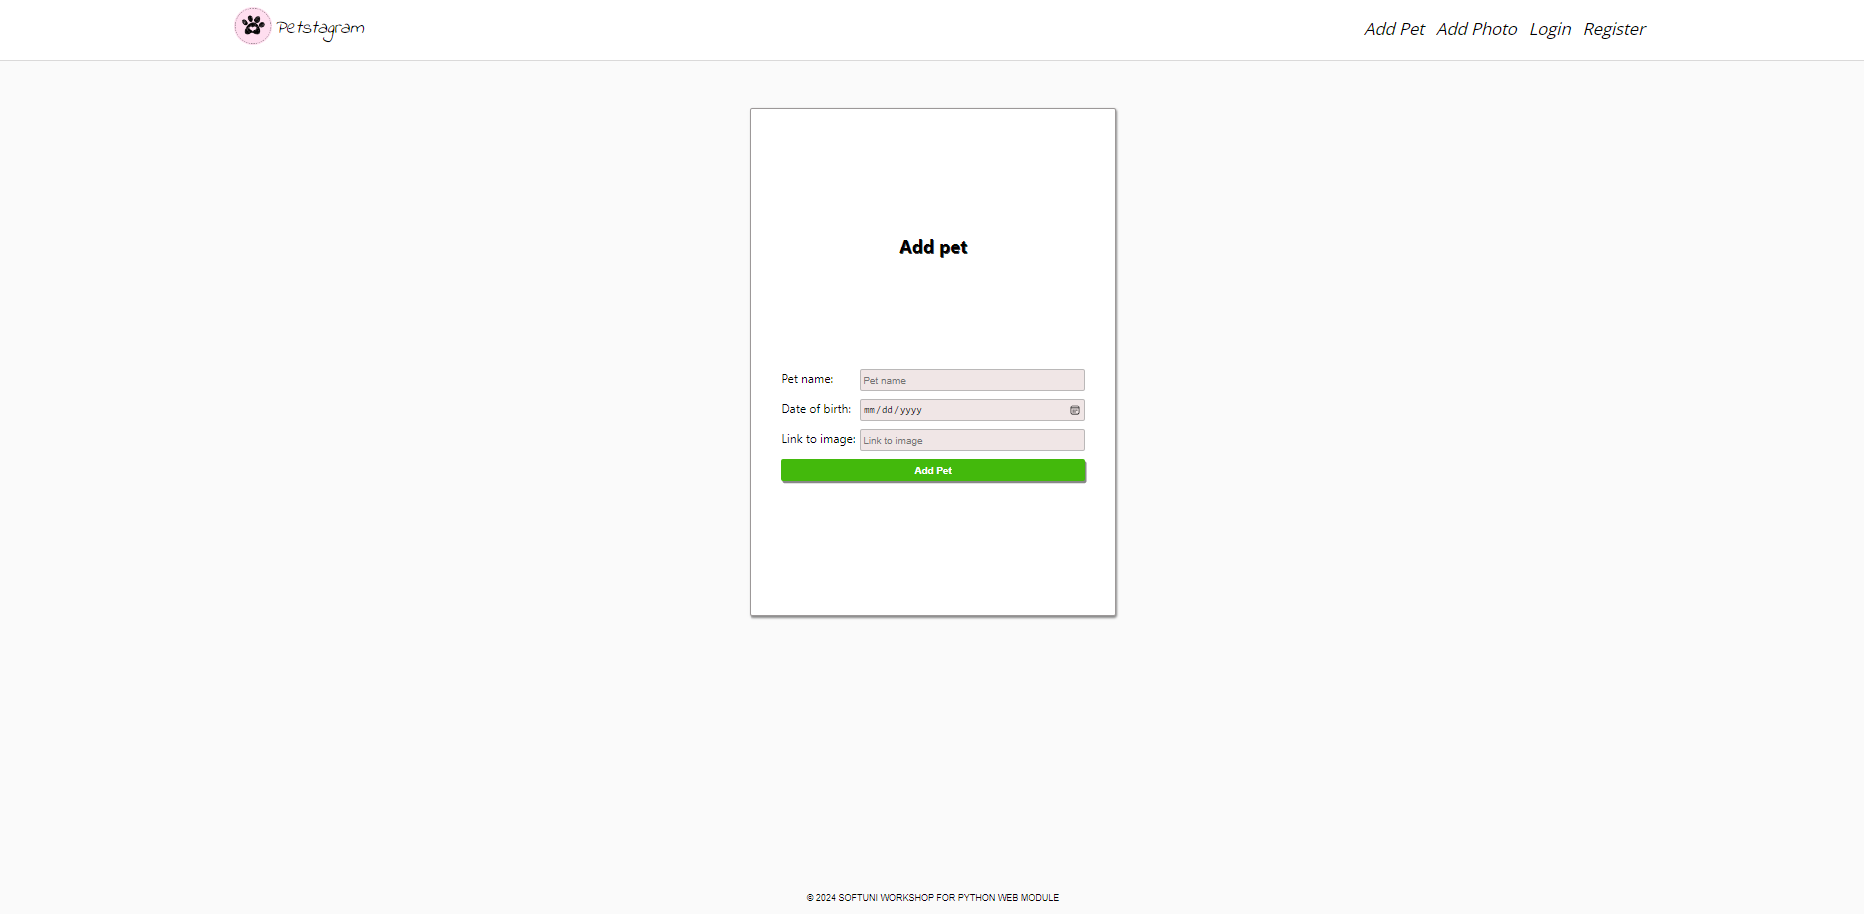 Petstagram
Add Pet Add Photo Login Register
Add pet
Pet name: Pet name
Date of birth: mm/dd/yyyy
Link to image: Link to image
Add Pet
© 2024 SOFTUNI WORKSHOP FOR PYTHON WEB MODULE